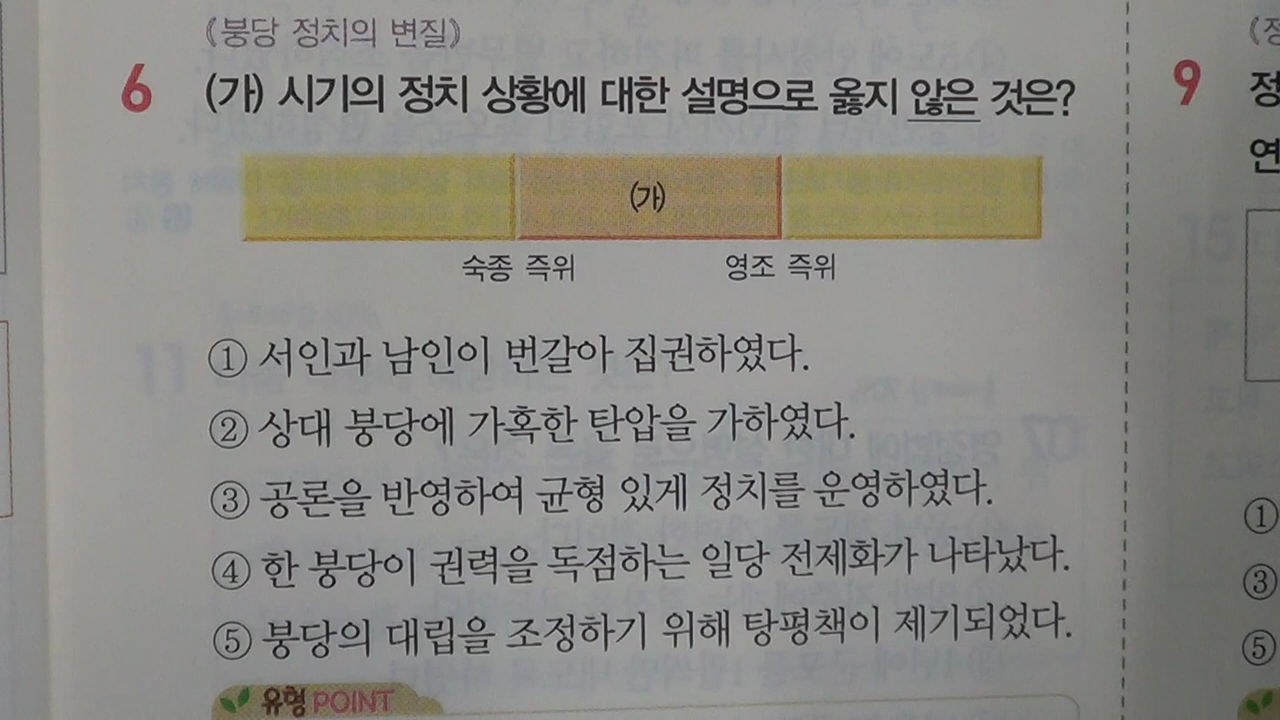 《붕당 정치의 변질》
6 (가) 시기의 정치 상황에 대한 설명으로 옳지 않은 것은?
(가)
숙종 즉위 영조 즉위
① 서인과 남인이 번갈아 집권하였다.
② 상대 붕당에 가혹한 탄압을 가하였다.
③ 공론을 반영하여 균형 있게 정치를 운영하였다.
④ 한 붕당이 권력을 독점하는 일당 전제화가 나타났다.
⑤ 붕당의 대립을 조정하기 위해 탕평책이 제기되었다.
유형 POINT
9
①
③
⑤